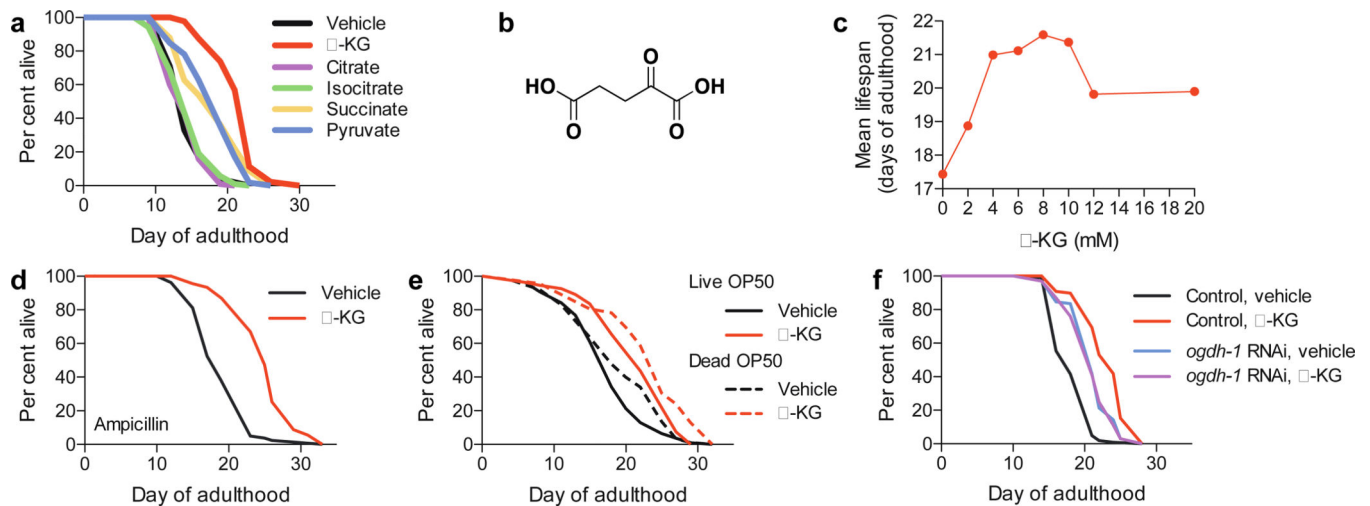 a
Per cent alive
100
80
60
40
20
0
0 10 20 30
Day of adulthood
Vehicle
□-KG
Citrate
Isocitrate
Succinate
Pyruvate
b
HO
O
O
O
OH
c
Mean lifespan
(days of adulthood)
22
21
20
19
18
17
0 2 4 6 8 10 12 14 16 18 20
□-KG (mM)
d
Per cent alive
100
80
60
40
20
0
Ampicillin
0 10 20 30
Day of adulthood
Vehicle
□-KG
e
Per cent alive
100
80
60
40
20
0
0 10 20 30
Day of adulthood
Live OP50
Vehicle
□-KG
Dead OP50
Vehicle
□-KG
f
Per cent alive
100
80
60
40
20
0
0 10 20 30
Day of adulthood
Control, vehicle
Control, □-KG
ogdh-1 RNAi, vehicle
ogdh-1 RNAi, □-KG